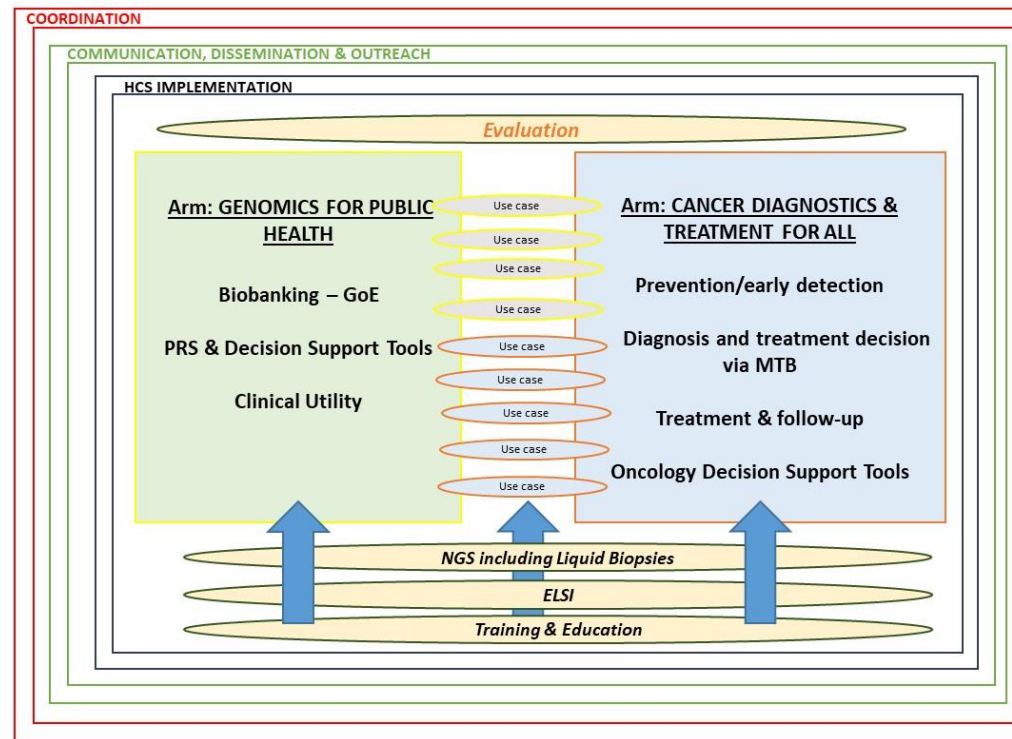 COORDINATION
COMMUNICATION, DISSEMINATION & OUTREACH
HCS IMPLEMENTATION
Evaluation
Arm: GENOMICS FOR PUBLIC
HEALTH
Biobanking – GoE
PRS & Decision Support Tools
Clinical Utility
Use case
Use case
Use case
Use case
Use case
Use case
Use case
Use case
Use case
Arm: CANCER DIAGNOSTICS &
TREATMENT FOR ALL
Prevention/early detection
Diagnosis and treatment decision
via MTB
Treatment & follow-up
Oncology Decision Support Tools
NGS including Liquid Biopsies
ELSI
Training & Education